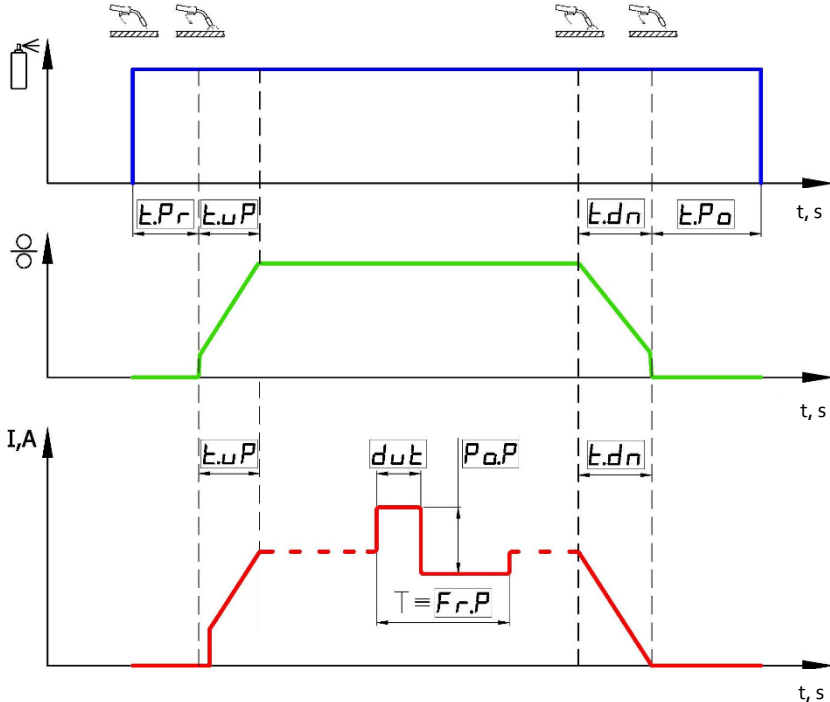 t.Pr
t.uP
t.dn
t.Po
t, s
t, s
I,A
t.uP
dut
Po.P
t.dn
T ≡ Fr.P
t, s